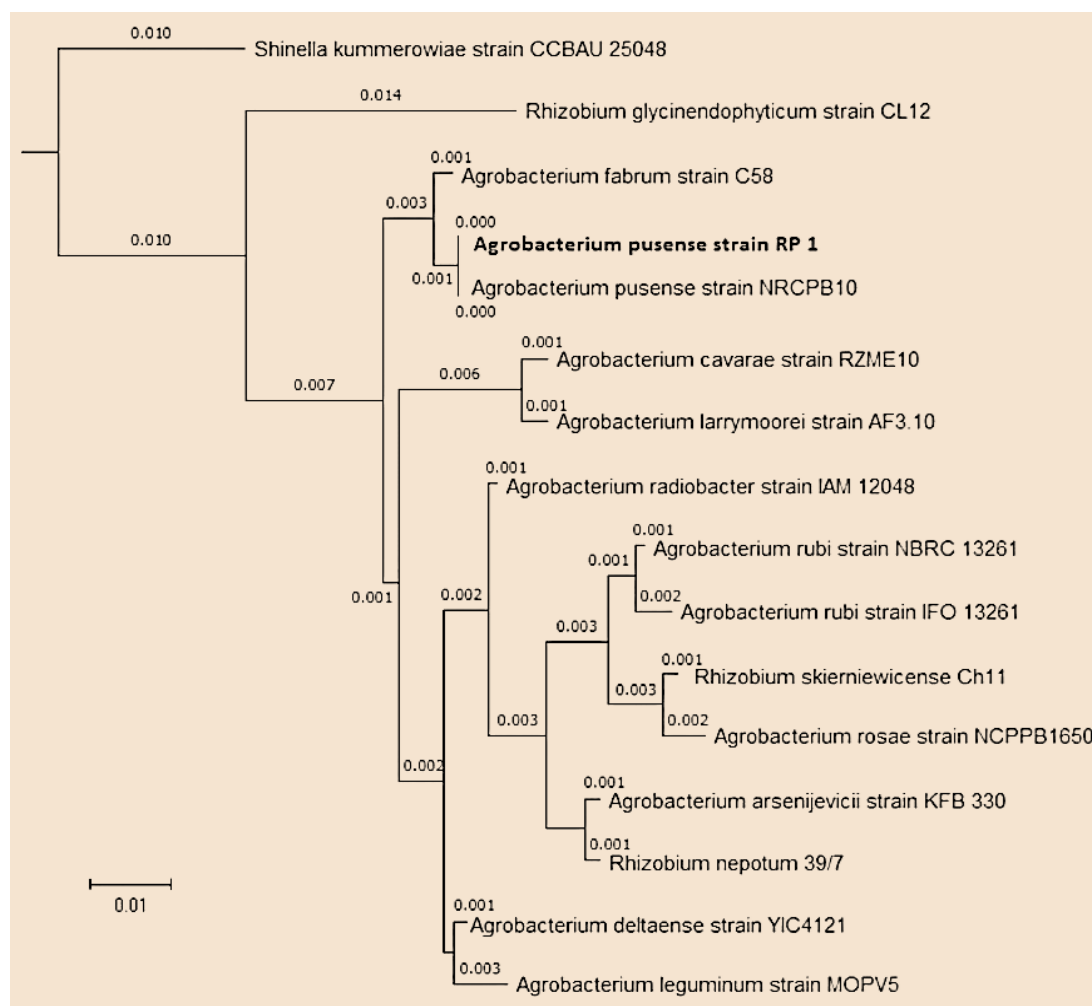 0.010
Shinella kummerowiae strain CCBAU 25048
0.014
Rhizobium glycinendophyticum strain CL12
0.001
Agrobacterium fabrum strain C58
0.003
0.000
Agrobacterium pusense strain RP 1
0.010
0.001
Agrobacterium pusense strain NRCPB10
0.000
0.001
Agrobacterium cavarae strain RZME10
0.006
0.007
0.001
Agrobacterium larrymoorei strain AF3.10
0.001
Agrobacterium radiobacter strain IAM 12048
0.001
Agrobacterium rubi strain NBRC 13261
0.001
0.002
0.001
0.002
Agrobacterium rubi strain IFO 13261
0.003
0.001
Rhizobium skierniewicense Ch11
0.003
0.003
0.002
Agrobacterium rosae strain NCPPB1650
0.002
0.001
Agrobacterium arsenijevicii strain KFB 330
0.001
Rhizobium nepotum 39/7
0.01
0.001
Agrobacterium deltaense strain YIC4121
0.003
Agrobacterium leguminum strain MOPV5